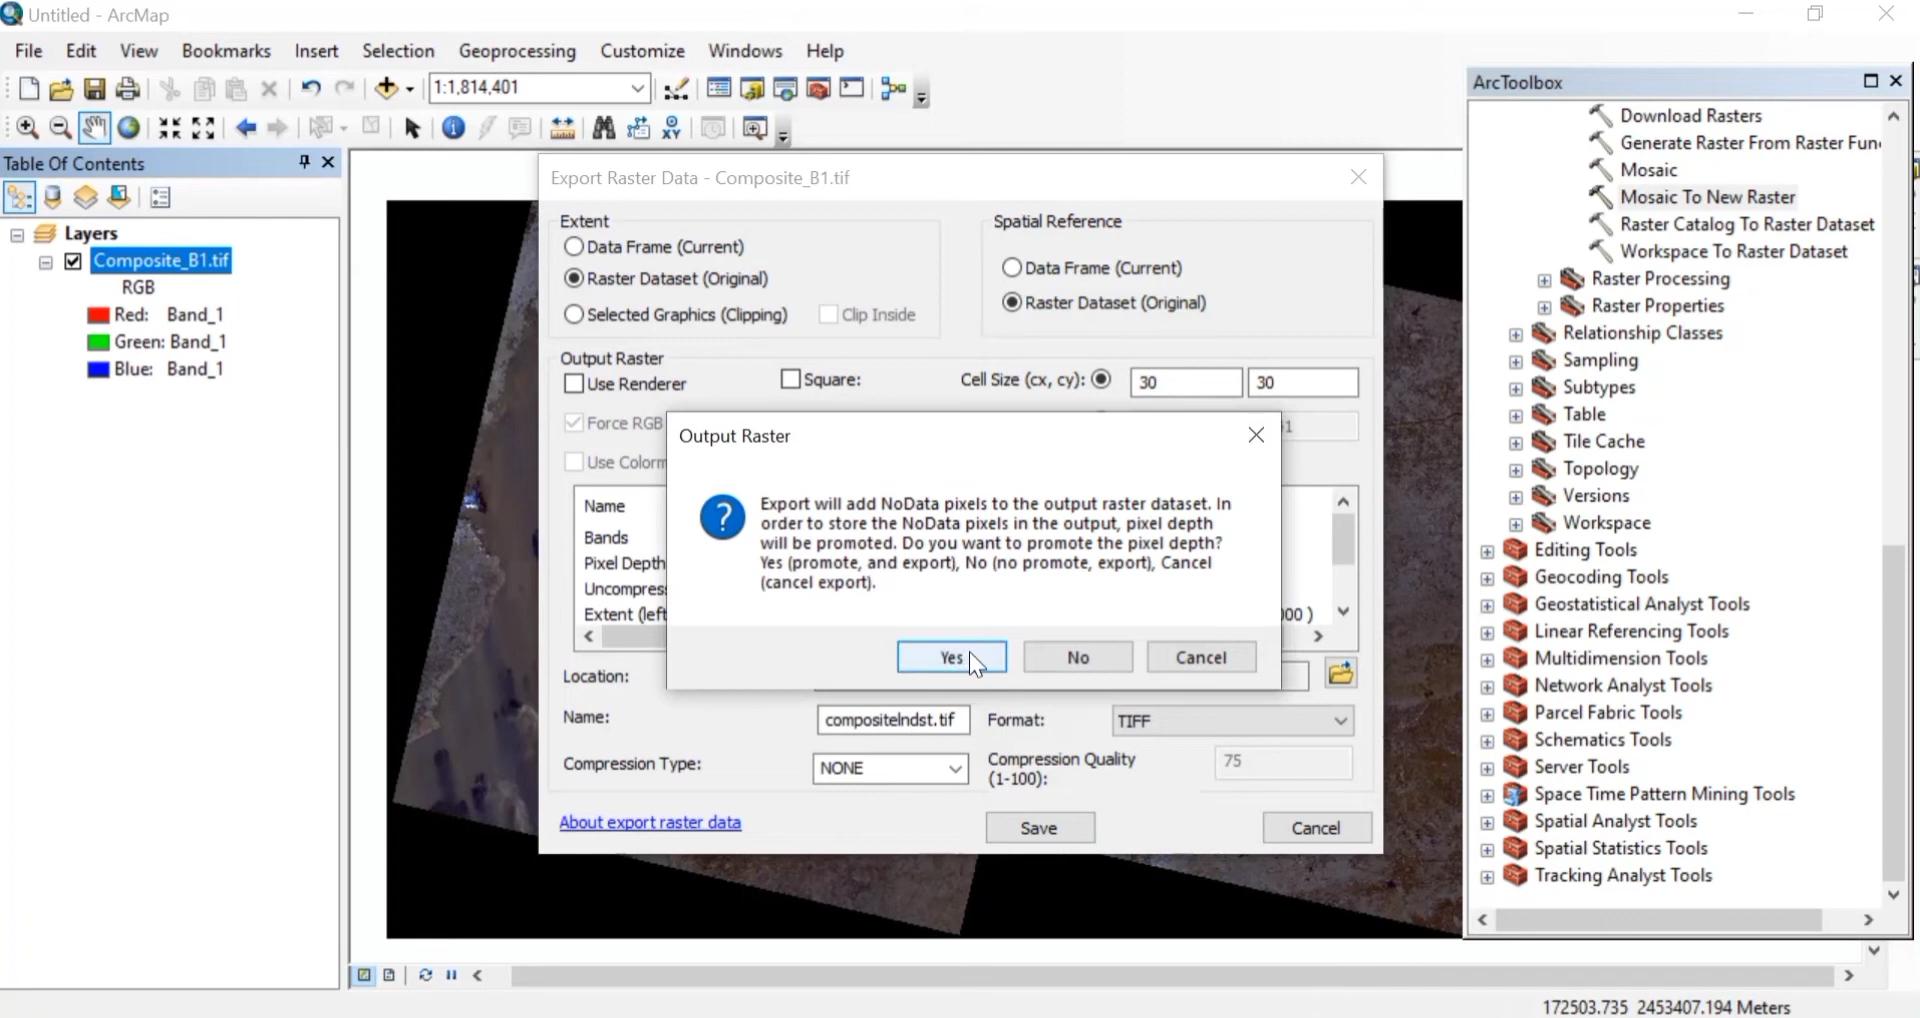 Untitled - ArcMap
File Edit View Bookmarks Insert Selection Geoprocessing Customize Windows Help
1:1,814,401
Table Of Contents
Layers
Composite_B1.tif
RGB
Red: Band_1
Green: Band_1
Blue: Band_1
Export Raster Data - Composite_B1.tif
Extent
Data Frame (Current)
Raster Dataset (Original)
Selected Graphics (Clipping) Clip Inside
Spatial Reference
Data Frame (Current)
Raster Dataset (Original)
Output Raster
Use Renderer Square: Cell Size (cx, cy): 30 30
Force RGB
Use Colorm
Name
Bands
Pixel Depth
Uncompres
Extent (left 000 )
Output Raster
Export will add NoData pixels to the output raster dataset. In
order to store the NoData pixels in the output, pixel depth
will be promoted. Do you want to promote the pixel depth?
Yes (promote, and export), No (no promote, export), Cancel
(cancel export).
Yes No Cancel
Location:
Name: Format: TIFF
Compression Type: NONE Compression Quality
(1-100): 75
About export raster data Save Cancel
ArcToolbox
Download Rasters
Generate Raster From Raster Fun
Mosaic
Mosaic To New Raster
Raster Catalog To Raster Dataset
Workspace To Raster Dataset
Raster Processing
Raster Properties
Relationship Classes
Sampling
Subtypes
Table
Tile Cache
Topology
Versions
Workspace
Editing Tools
Geocoding Tools
Geostatistical Analyst Tools
Linear Referencing Tools
Multidimension Tools
Network Analyst Tools
Parcel Fabric Tools
Schematics Tools
Server Tools
Space Time Pattern Mining Tools
Spatial Analyst Tools
Spatial Statistics Tools
Tracking Analyst Tools
172503.735 2453407.194 Meters